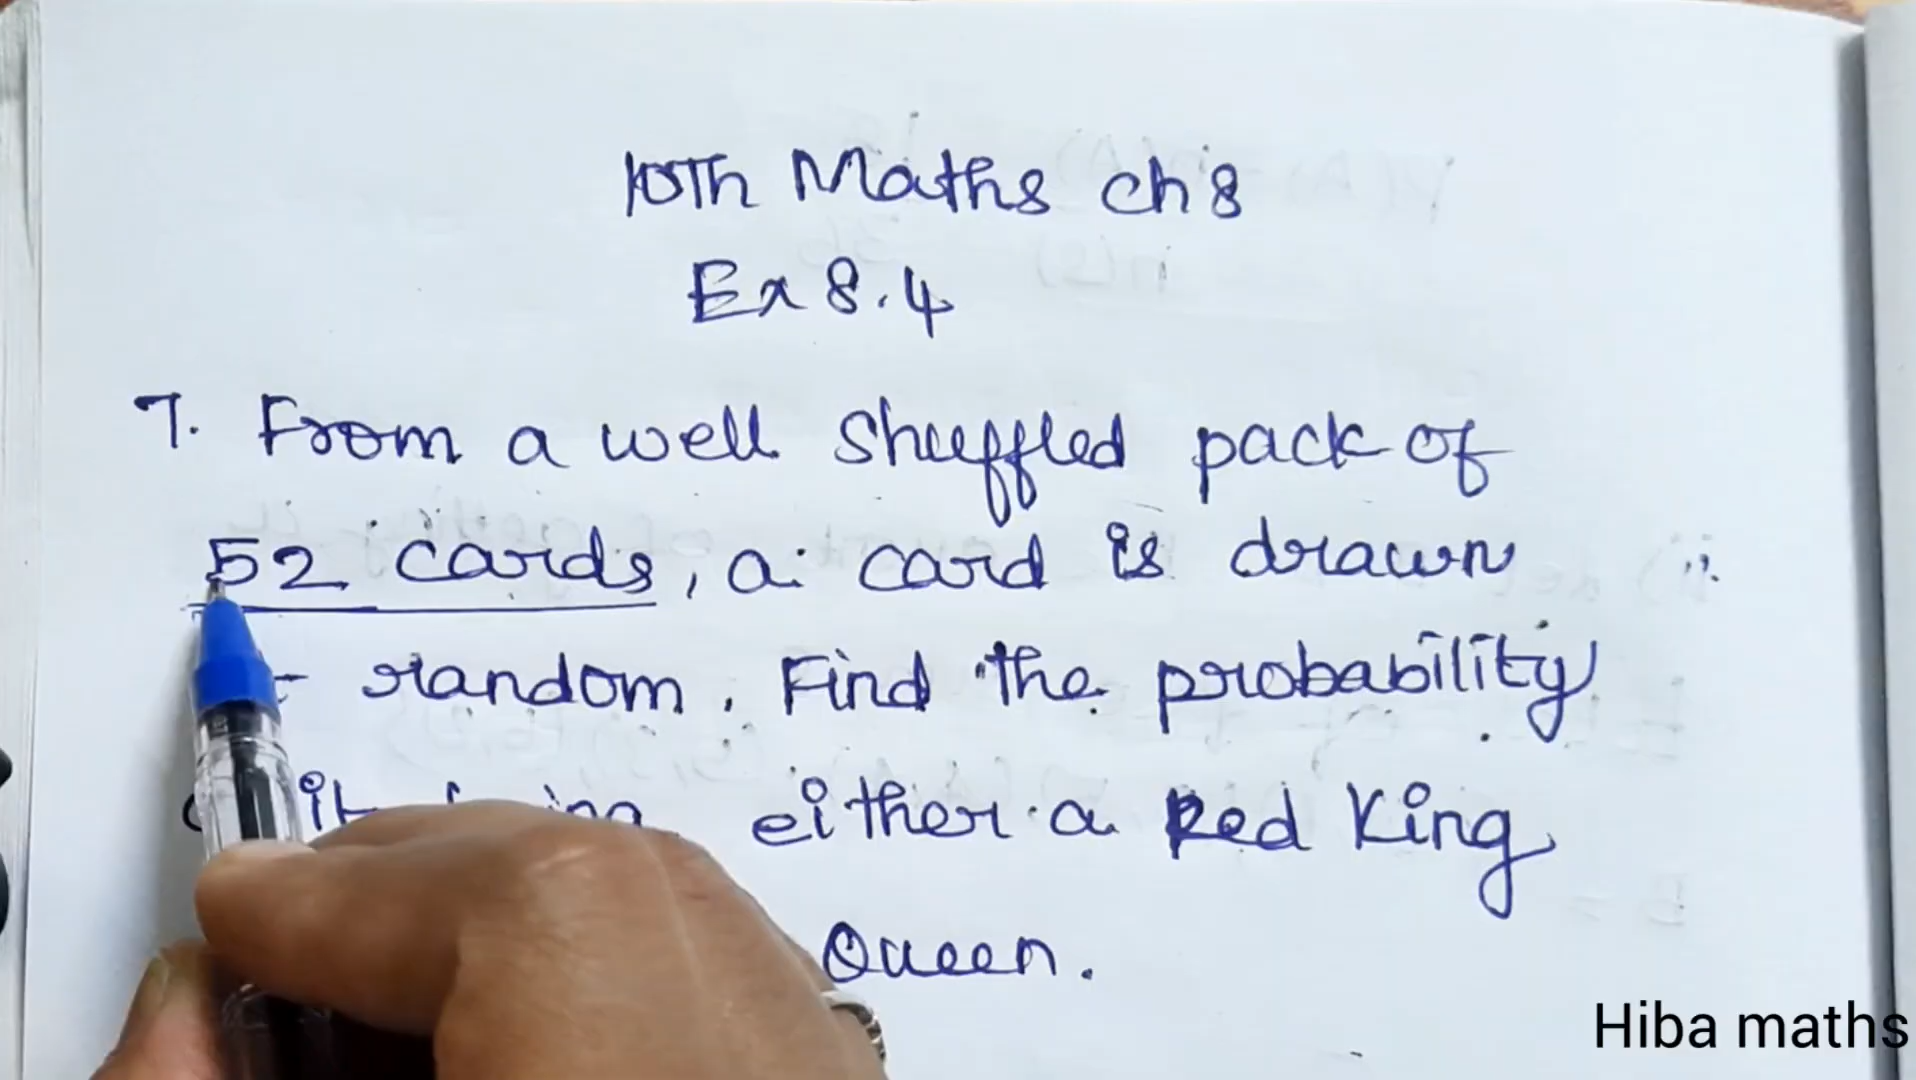 10Th Maths ch 8
Ex 8.4
7. From a well shuffled pack of
52 cards, a card is drawn
random. Find the probability
it either a Red King
Queen.
Hiba maths